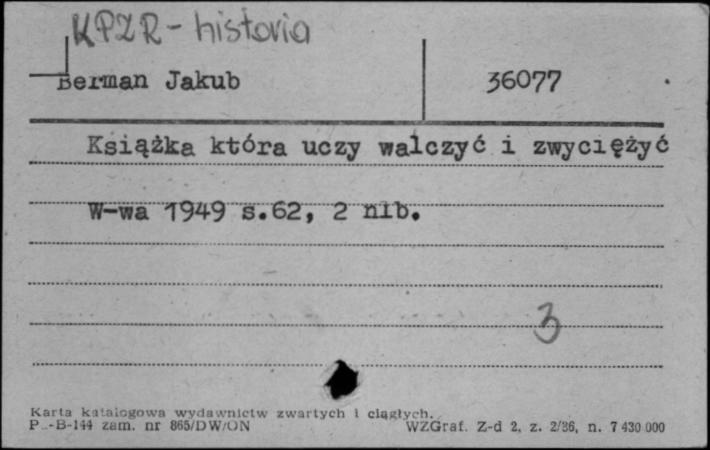 KPZR - historia
Berman Jakub 36077
Książka która uczy walczyć i zwyciężyć
W-wa 1949 s.62, 2 nlb.
3
Karta katalogowa wydawnictw zwartych i ciągłych.
P.-B-144 zam. nr 865/DW/ON WZGraf. Z-d 2, z. 2/86, n. 7 430 000